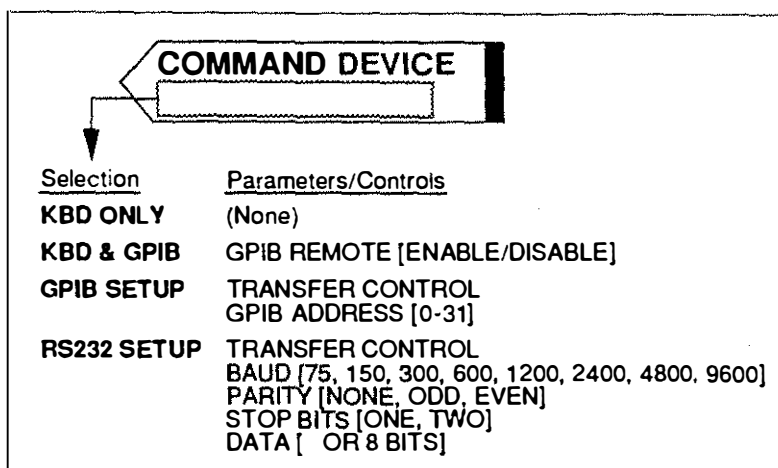 COMMAND DEVICE
Selection Parameters/Controls
KBD ONLY (None)
KBD & GPIB GPIB REMOTE [ENABLE/DISABLE]
GPIB SETUP TRANSFER CONTROL
GPIB ADDRESS [0-31]
RS232 SETUP TRANSFER CONTROL
BAUD [75, 150, 300, 600, 1200, 2400, 4800, 9600]
PARITY [NONE, ODD, EVEN]
STOP BITS [ONE, TWO]
DATA [ OR 8 BITS]